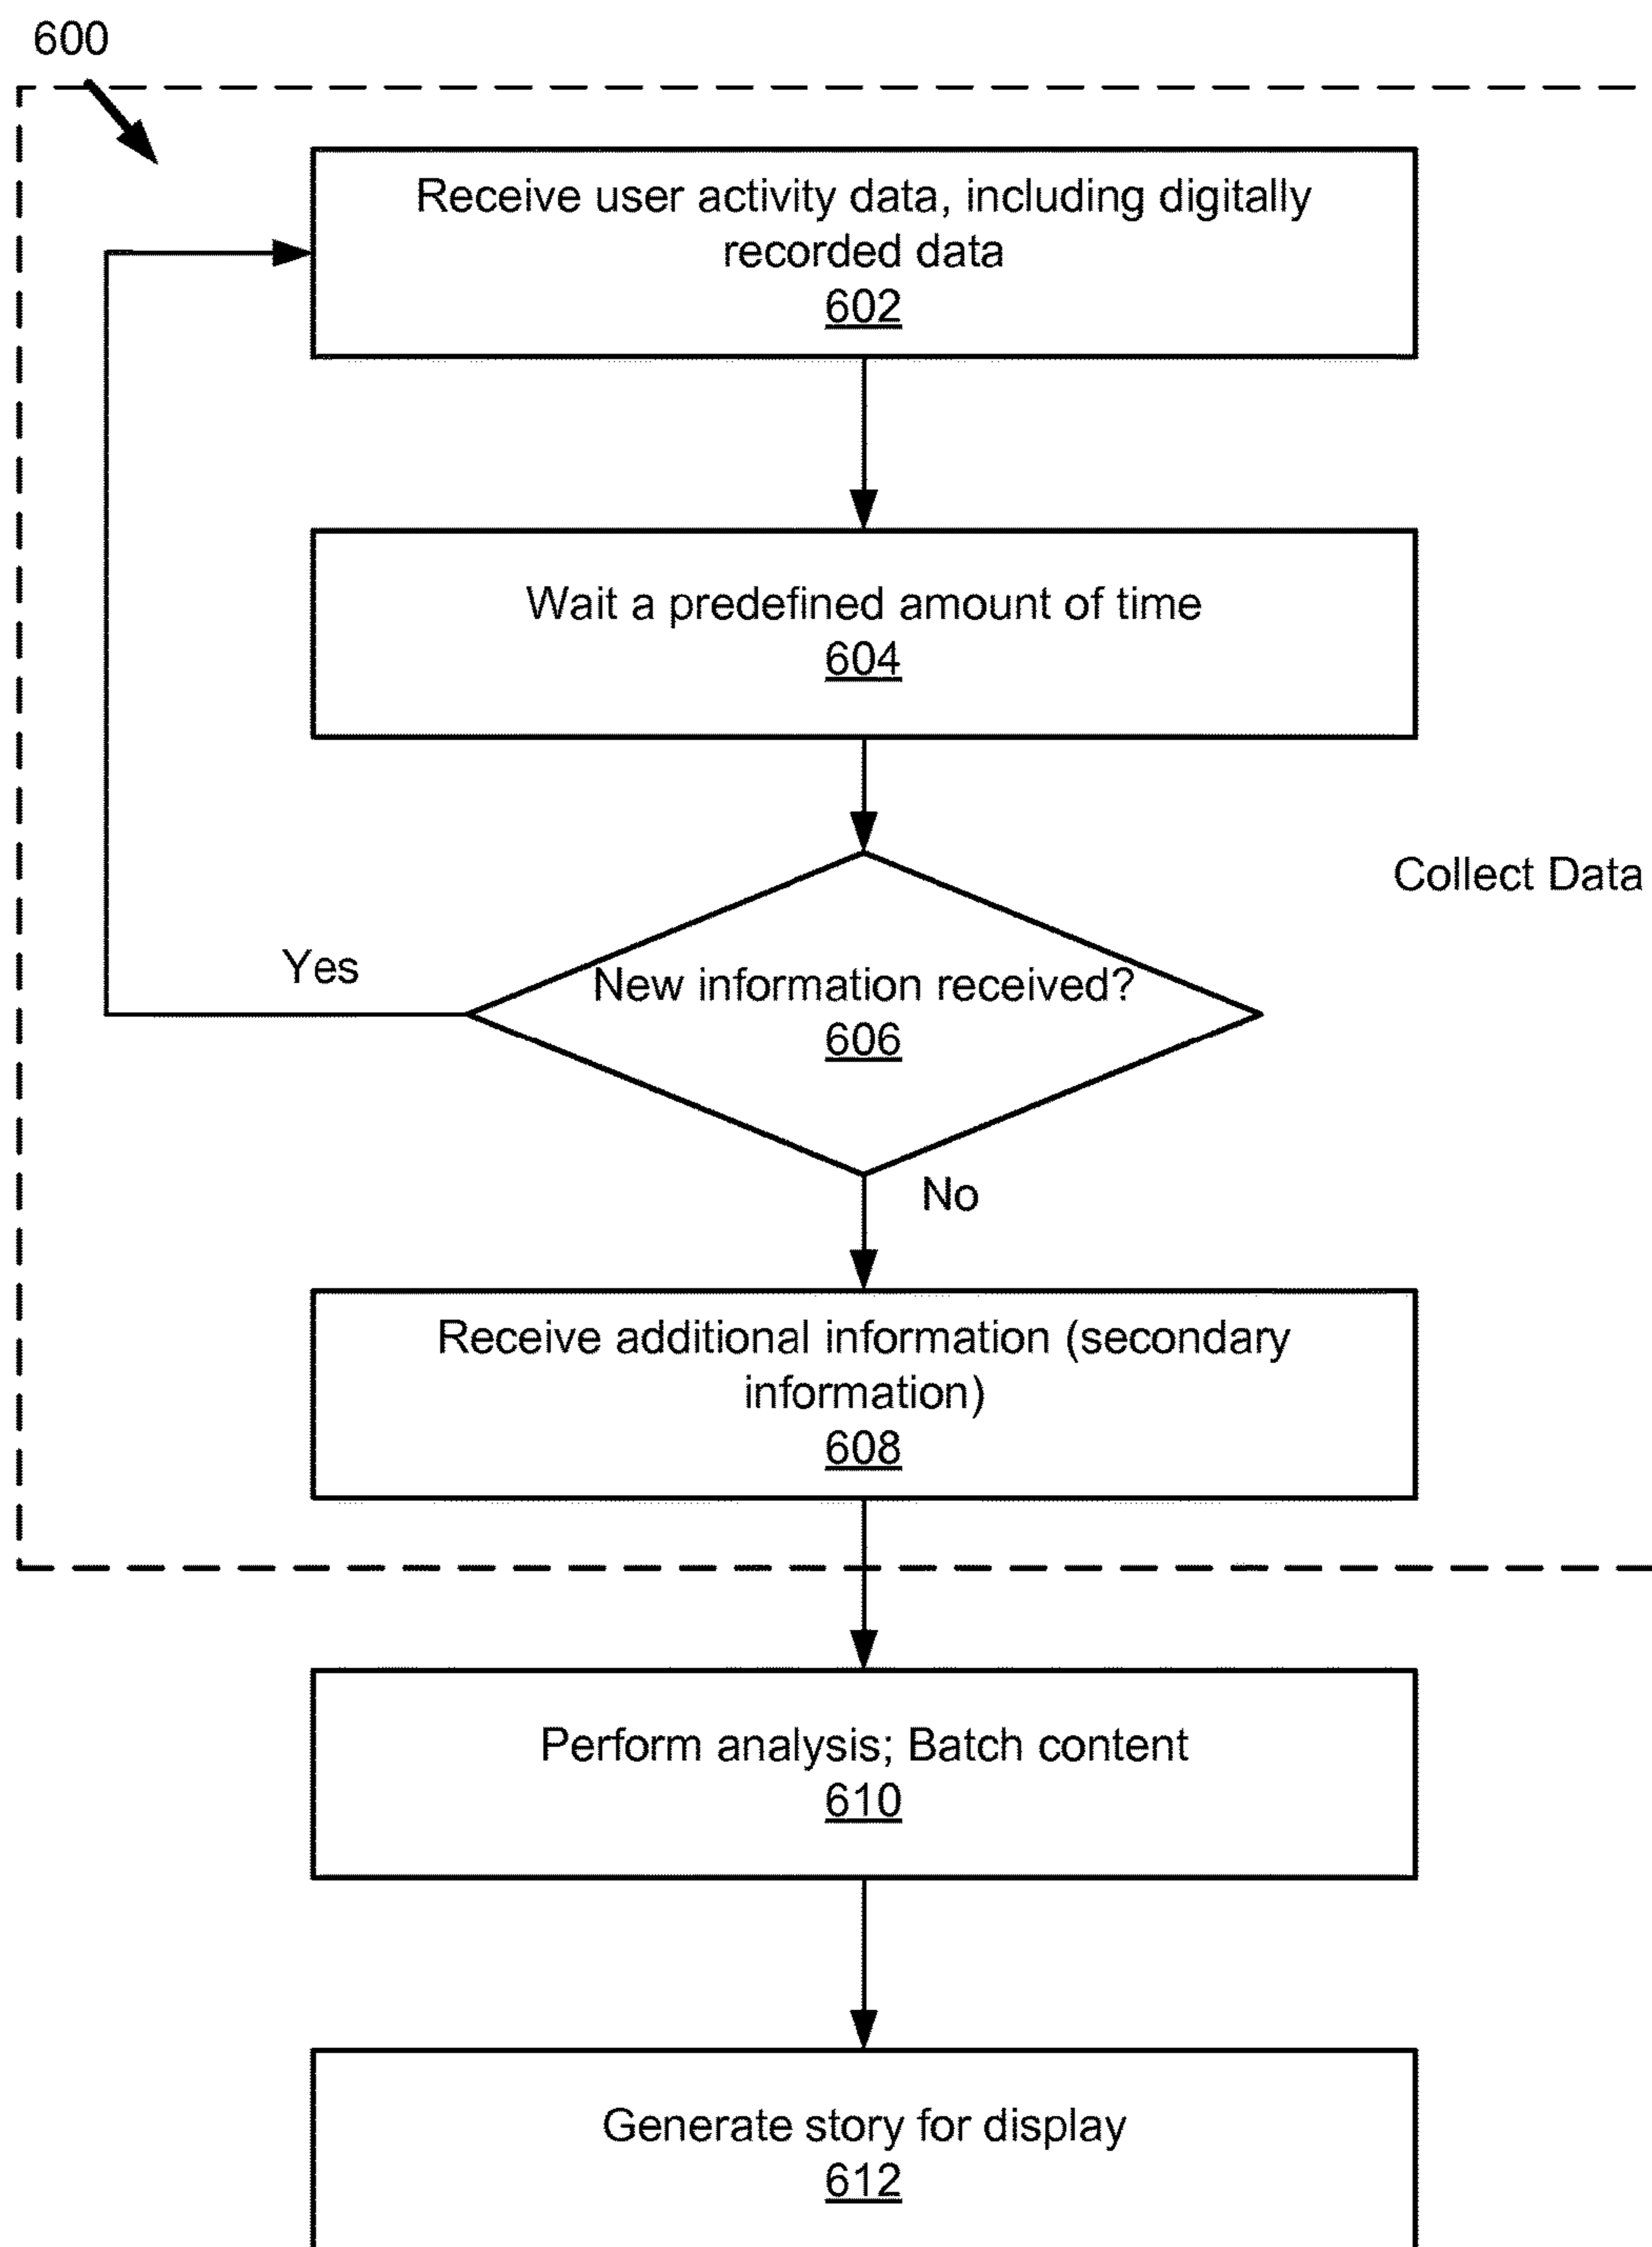 600
Receive user activity data, including digitally
recorded data
602
Wait a predefined amount of time
604
Collect Data
Yes
New information received?
606
No
Receive additional information (secondary
information)
608
Perform analysis; Batch content
610
Generate story for display
612